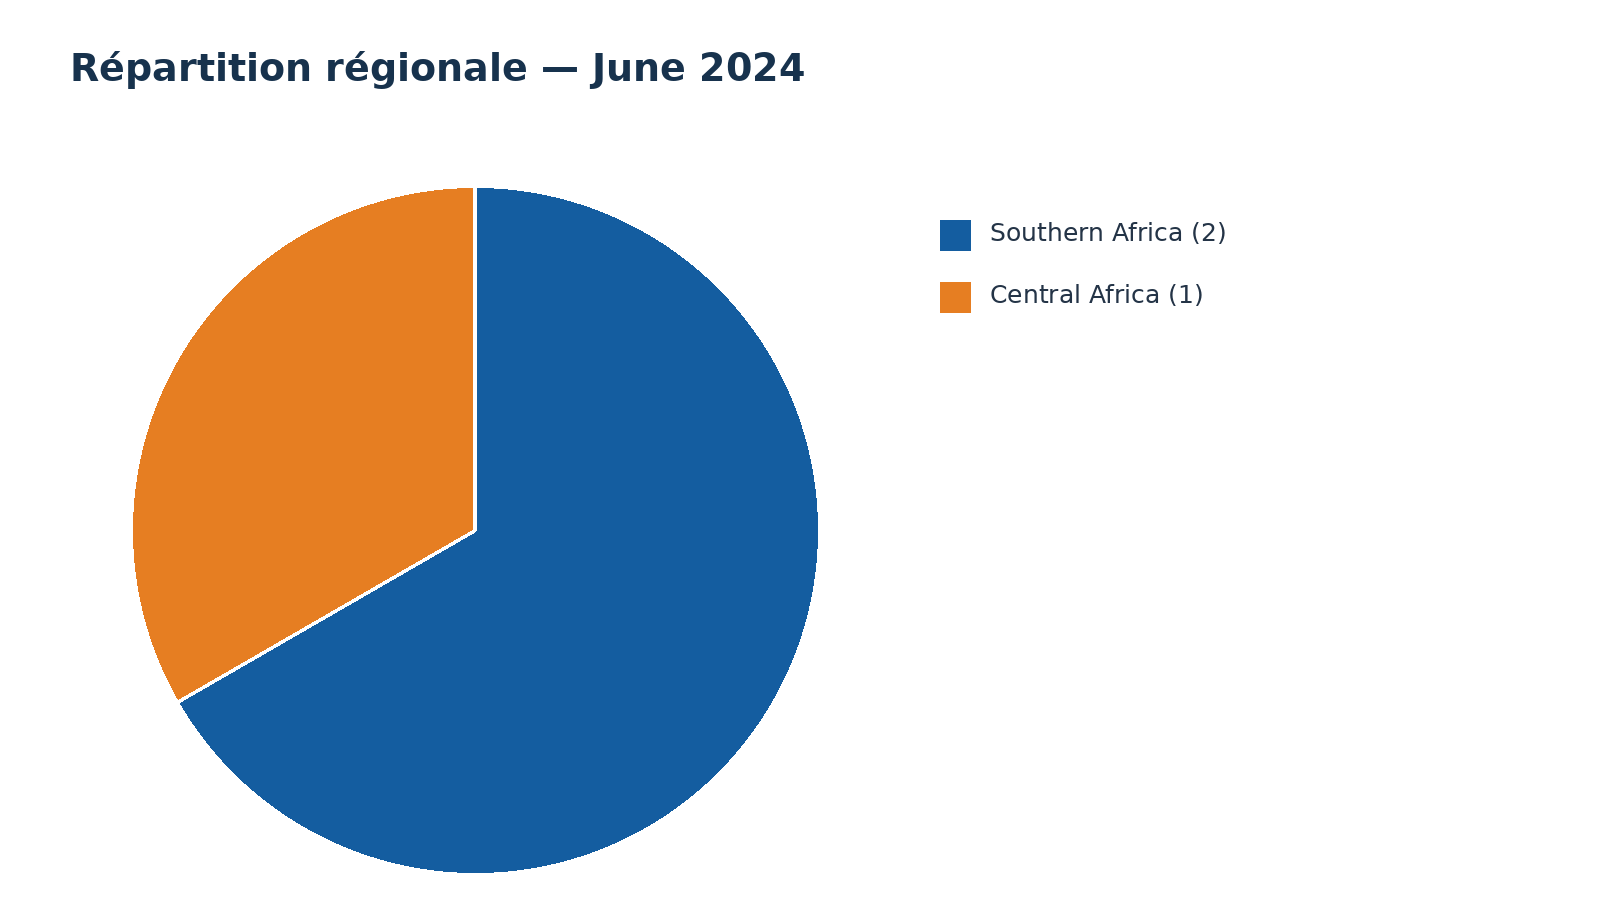 Répartition régionale — June 2024
Southern Africa (2)
Central Africa (1)